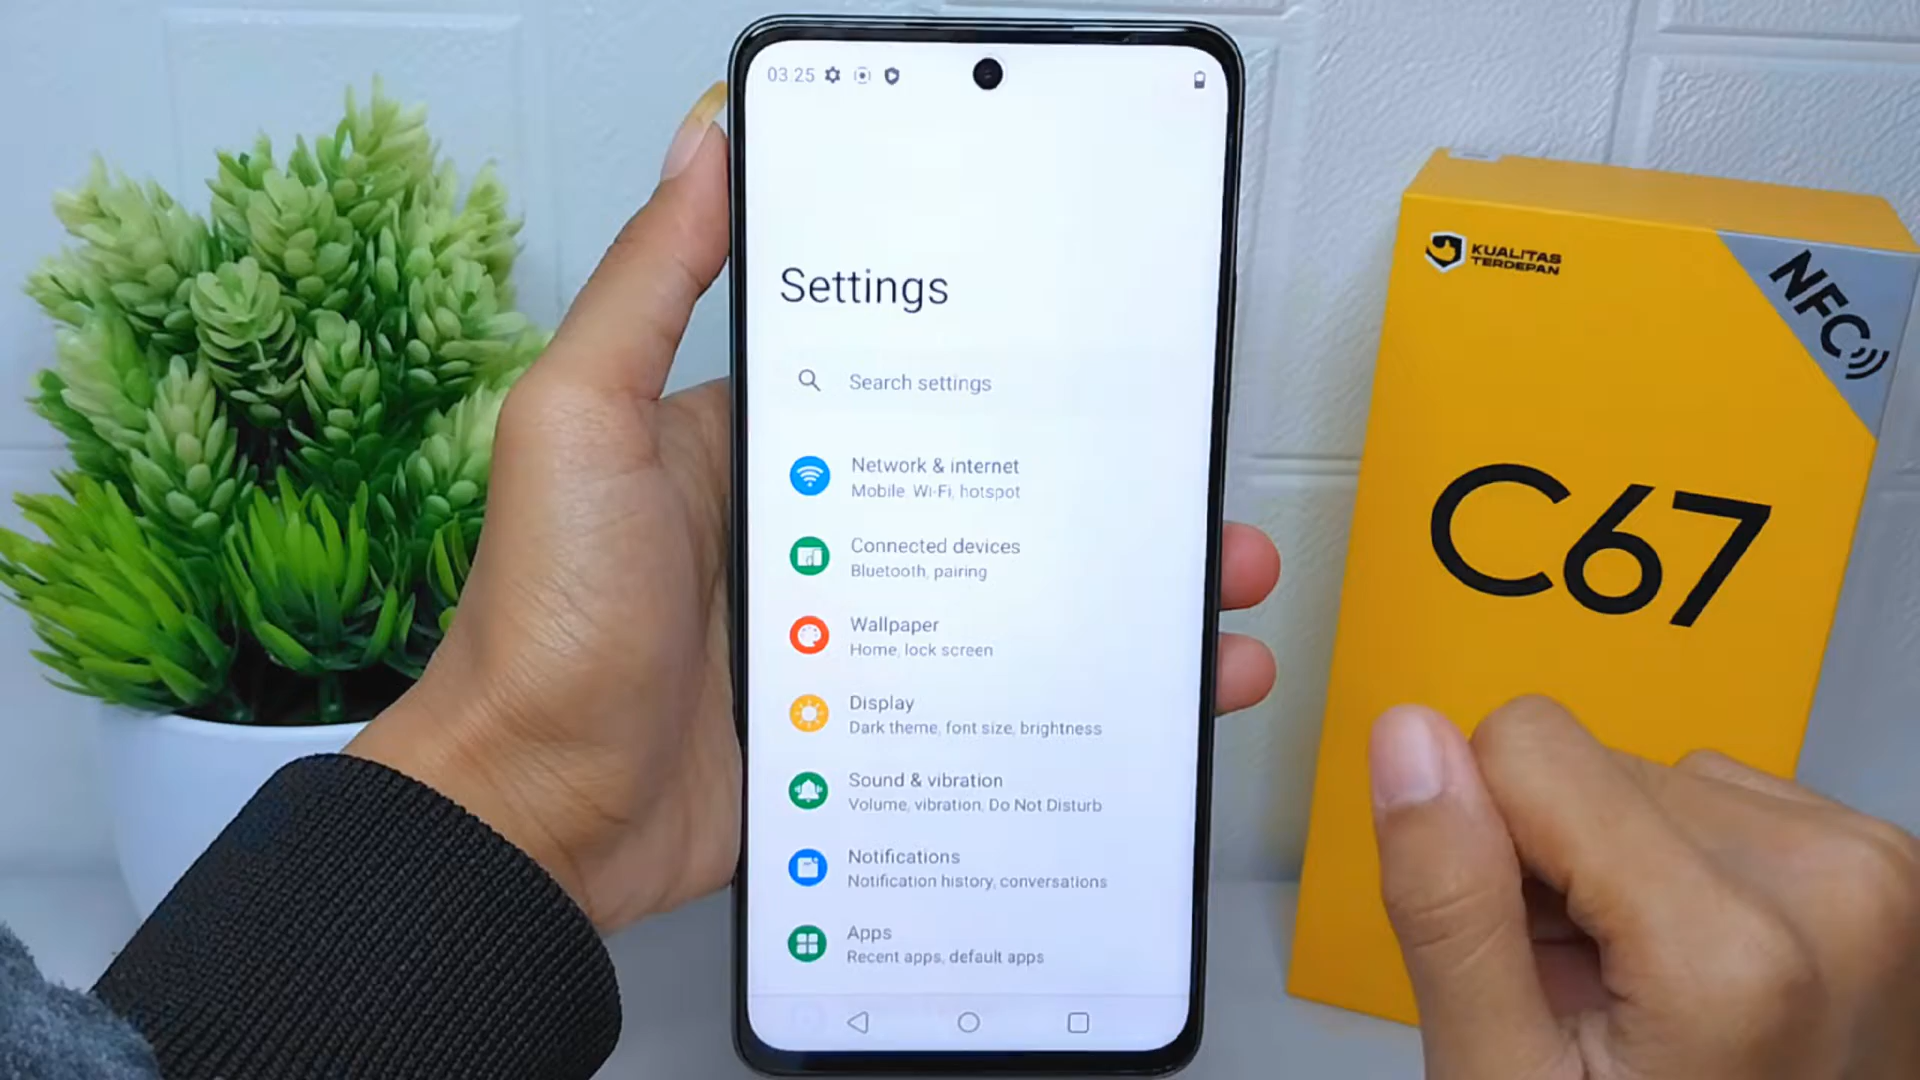 03.25
Settings
Search settings
Network & internet
Mobile, Wi-Fi, hotspot
Connected devices
Bluetooth, pairing
Wallpaper
Home, lock screen
Display
Dark theme, font size, brightness
Sound & vibration
Volume, vibration, Do Not Disturb
Notifications
Notification history, conversations
Apps
Recent apps, default apps
KUALITAS
TERDEPAN
NFC
C67